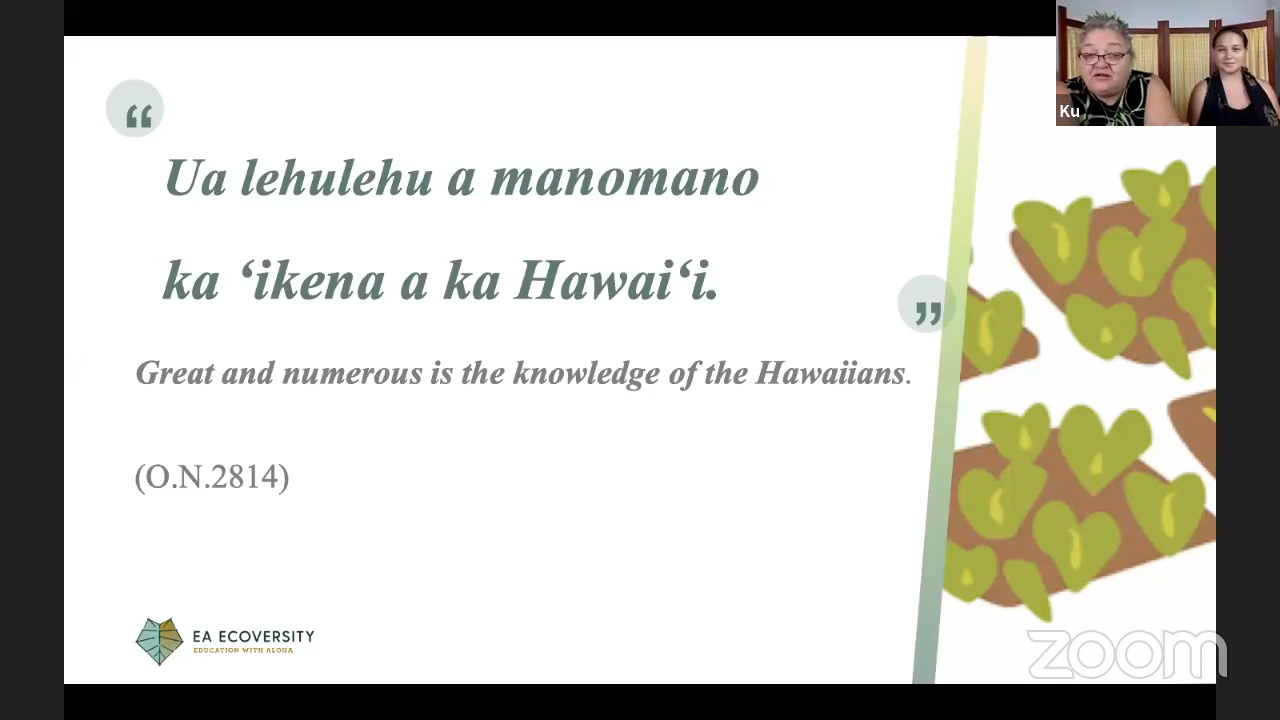 Ku
“
Ua lehulehu a manomano
ka ʻikena a ka Hawaiʻi.
”
Great and numerous is the knowledge of the Hawaiians.
(O.N.2814)
EA ECOVERSITY
EDUCATION WITH ALOHA
zoom